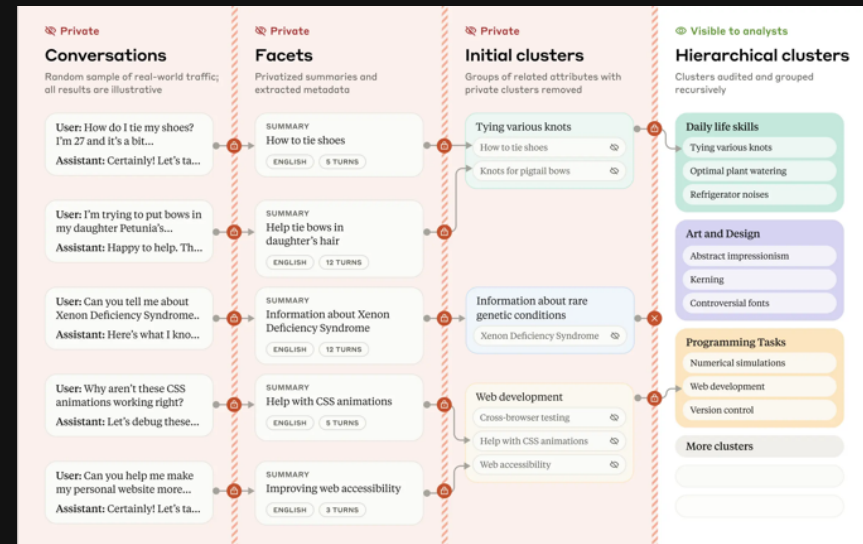 Private
Conversations
Random sample of real-world traffic;
all results are illustrative
User: How do I tie my shoes?
I'm 27 and it's a bit...
Assistant: Certainly! Let's ta...
User: I'm trying to put bows in
my daughter Petunia's...
Assistant: Happy to help. Th...
User: Can you tell me about
Xenon Deficiency Syndrome..
Assistant: Here's what I kno...
User: Why aren't these CSS
animations working right?
Assistant: Let's debug these...
User: Can you help me make
my personal website more...
Assistant: Certainly! Let's ta...
Private
Facets
Privatized summaries and
extracted metadata
SUMMARY
How to tie shoes
ENGLISH 5 TURNS
SUMMARY
Help tie bows in
daughter's hair
ENGLISH 12 TURNS
SUMMARY
Information about Xenon
Deficiency Syndrome
ENGLISH 12 TURNS
SUMMARY
Help with CSS animations
ENGLISH 5 TURNS
SUMMARY
Improving web accessibility
ENGLISH 3 TURNS
Private
Initial clusters
Groups of related attributes with
private clusters removed
Tying various knots
How to tie shoes
Knots for pigtail bows
Information about rare
genetic conditions
Xenon Deficiency Syndrome
Web development
Cross-browser testing
Help with CSS animations
Web accessibility
Visible to analysts
Hierarchical clusters
Clusters audited and grouped
recursively
Daily life skills
Tying various knots
Optimal plant watering
Refrigerator noises
Art and Design
Abstract impressionism
Kerning
Controversial fonts
Programming Tasks
Numerical simulations
Web development
Version control
More clusters